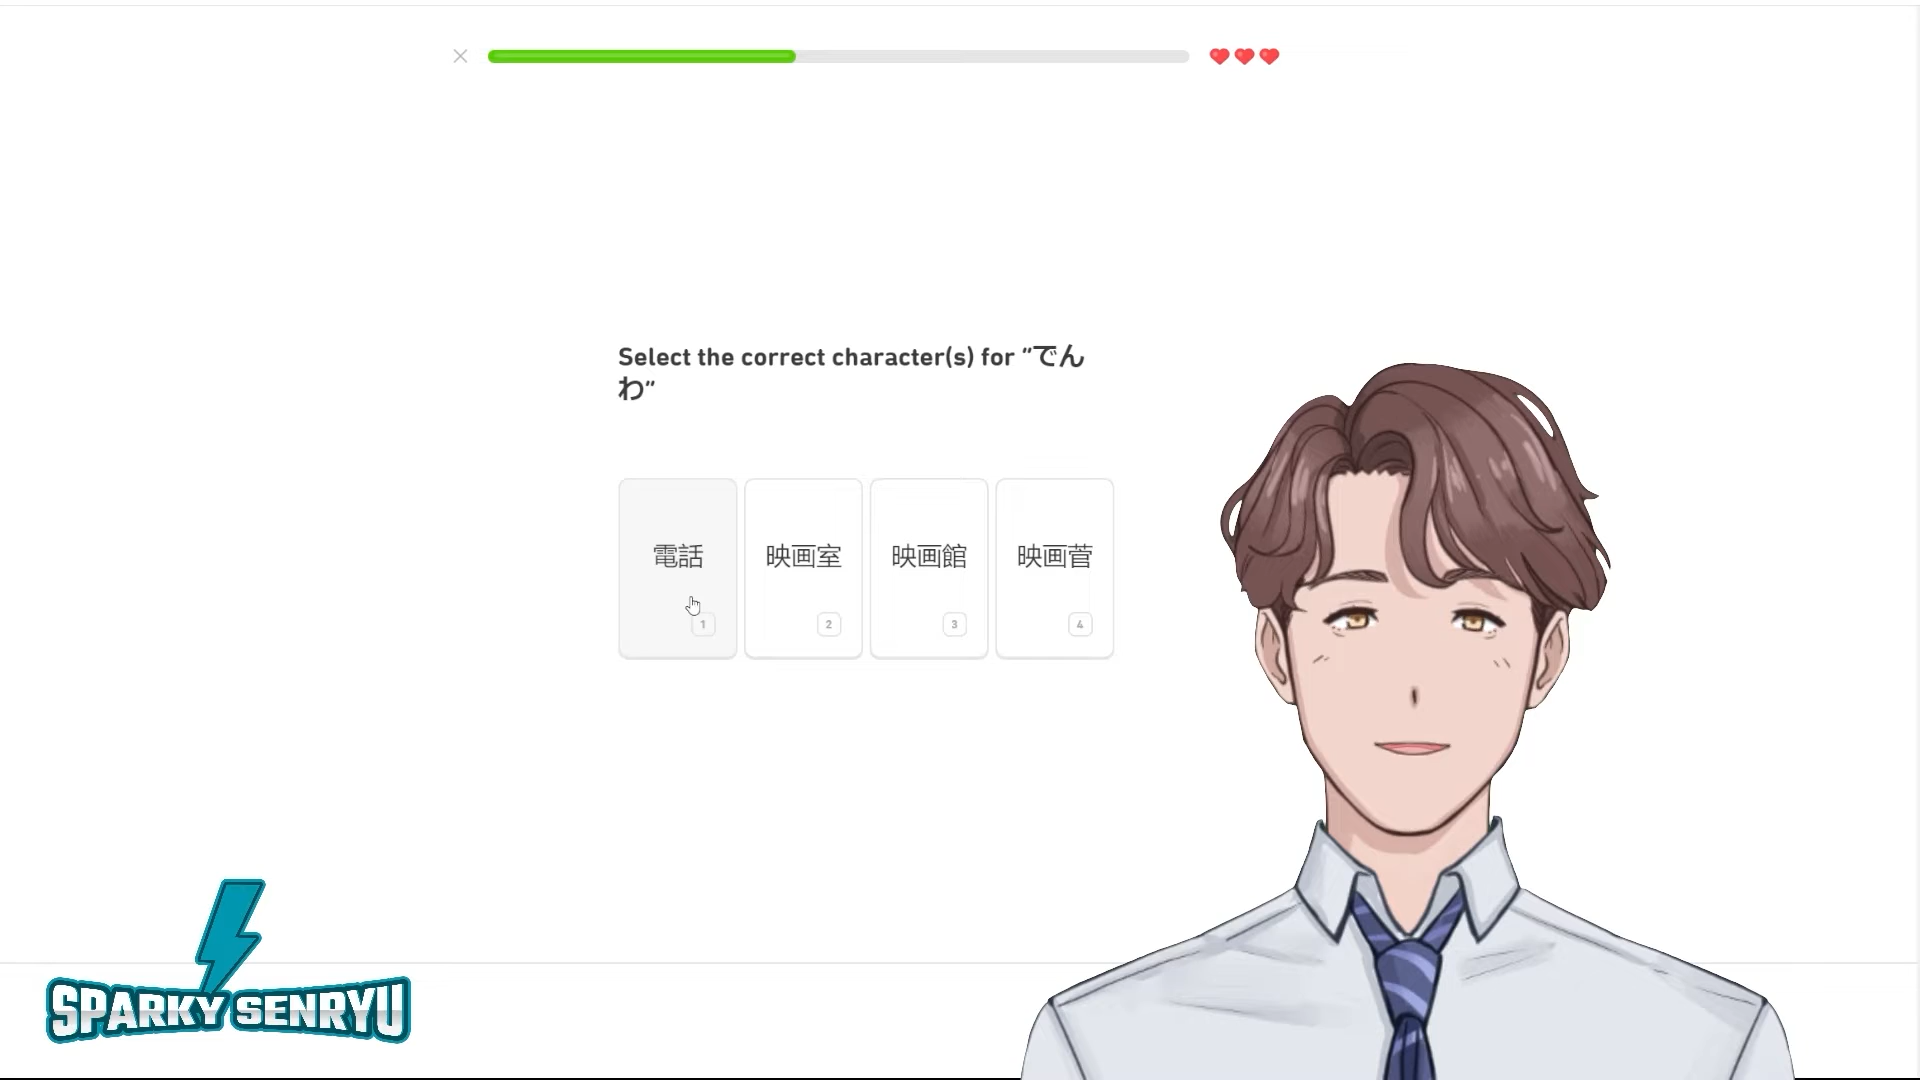 Select the correct character(s) for "でん
わ"
電話
1
映画室
2
映画館
3
映画菅
4
SPARKY SENRYU